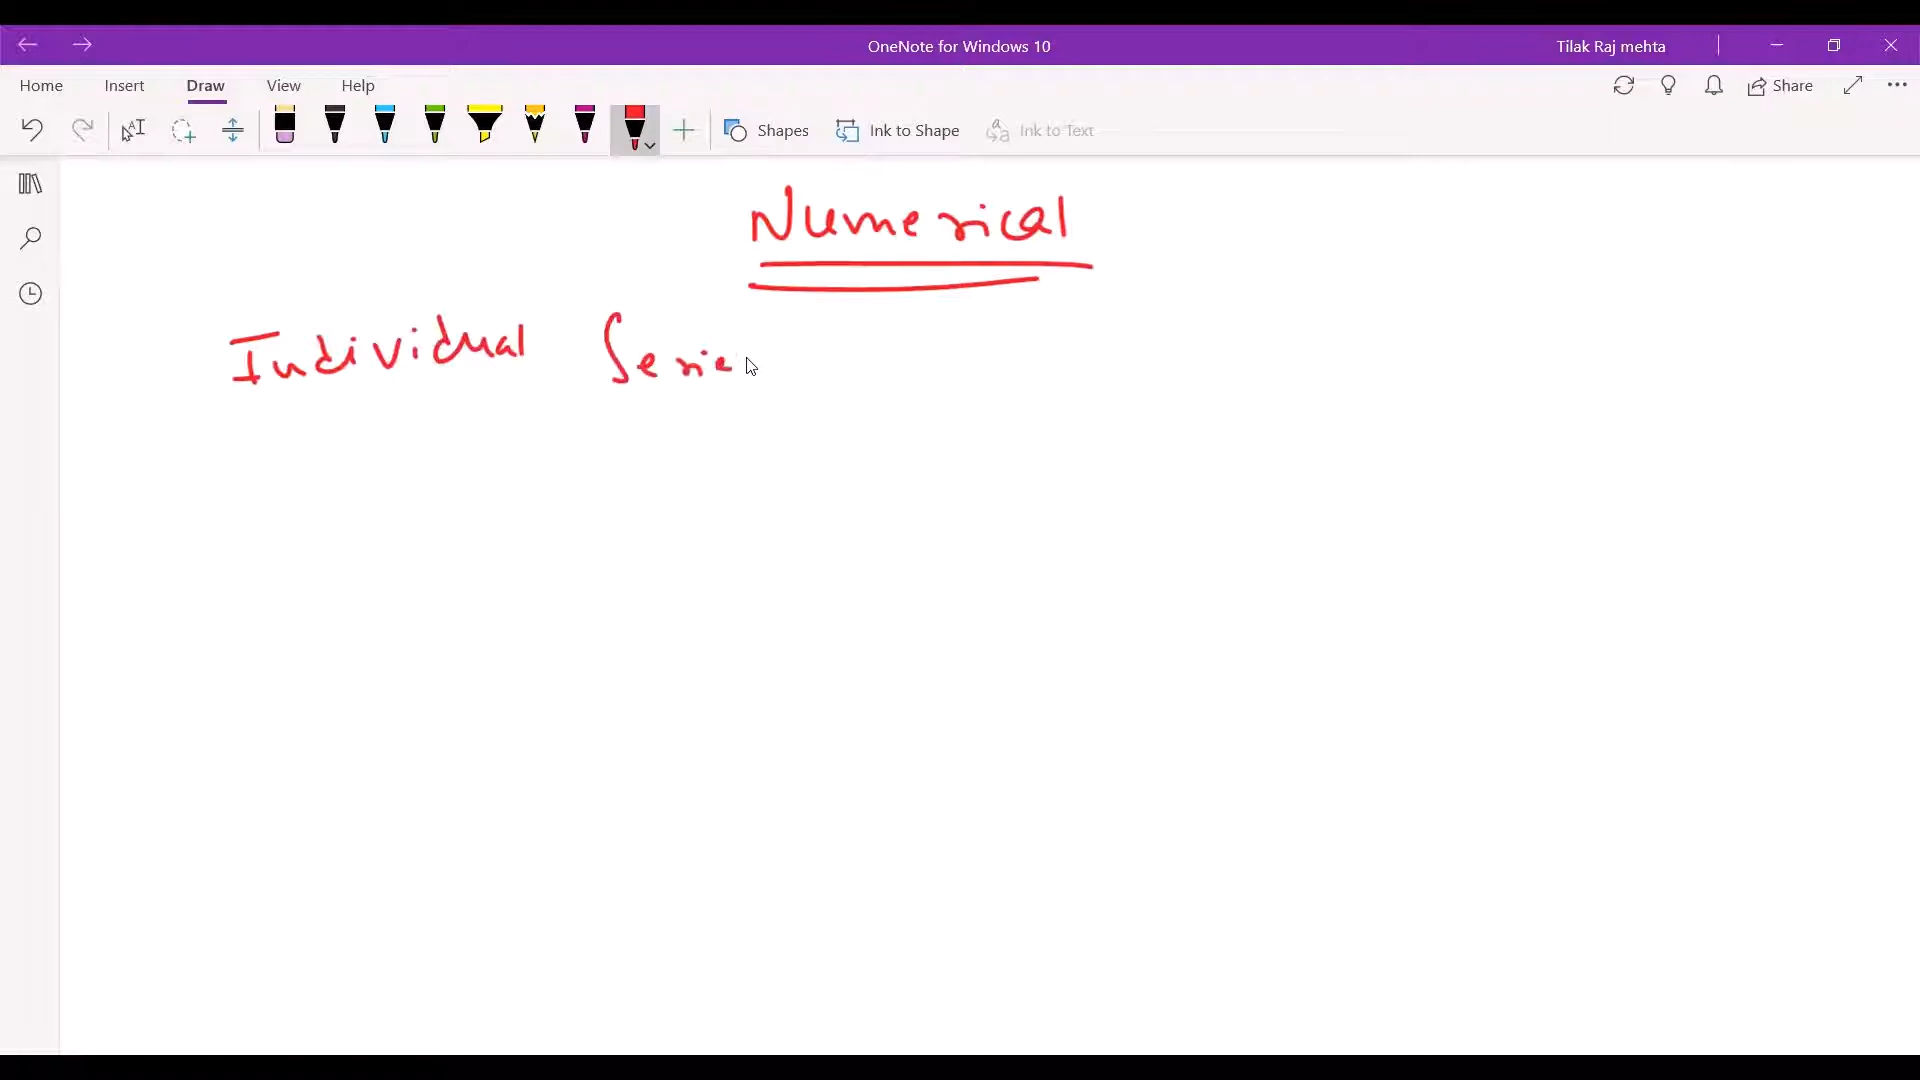 OneNote for Windows 10
Tilak Raj mehta
Home Insert Draw View Help
Share
Shapes Ink to Shape Ink to Text
Numerical
Individual Serie